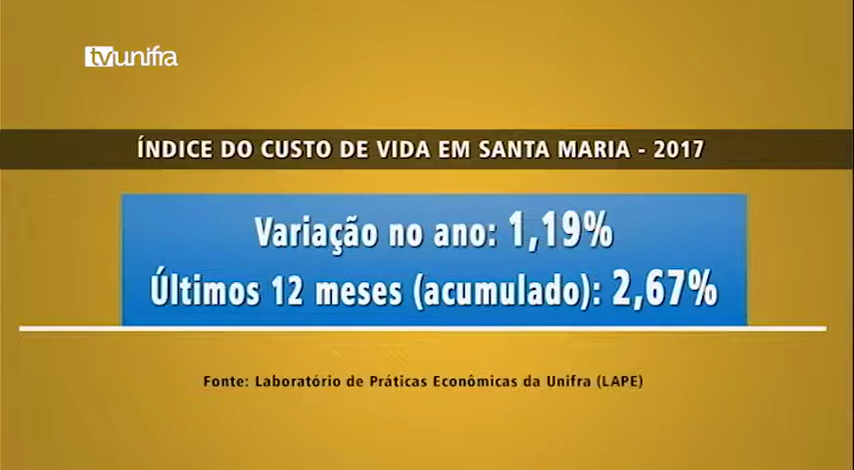 tvunifra
ÍNDICE DO CUSTO DE VIDA EM SANTA MARIA - 2017
Variação no ano: 1,19%
Últimos 12 meses (acumulado): 2,67%
Fonte: Laboratório de Práticas Econômicas da Unifra (LAPE)